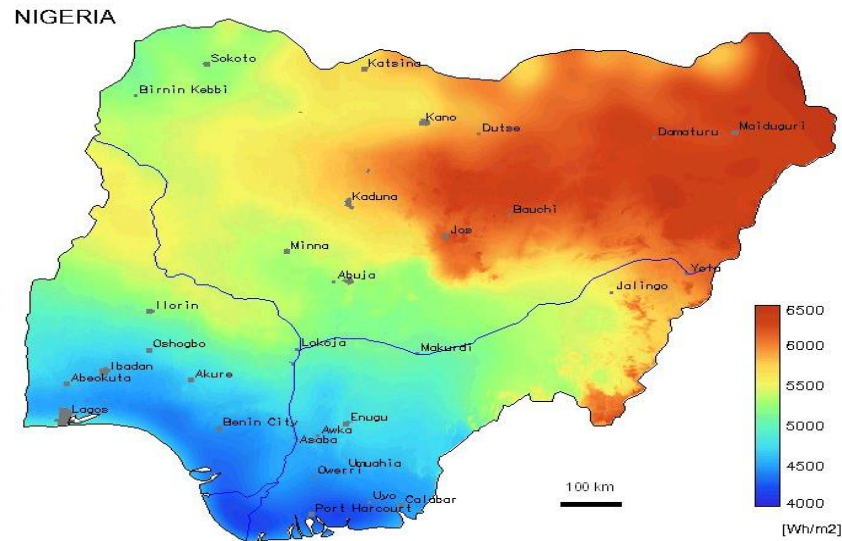 NIGERIA
Sokoto
Katsina
Birnin Kebbi
Kano
Dutse
Damaturu
Maiduguri
Kaduna
Bauchi
Jos
Minna
Abuja
Yola
Jalingo
Ilorin
Oshogbo
Lokoja
Makurdi
Ibadan
Abeokuta
Akure
Lagos
Benin City
Enugu
Awka
Asaba
Umuahia
Owerri
Uyo
Calabar
Port Harcourt
100 km
6500
6000
5500
5000
4500
4000
[Wh/m2]